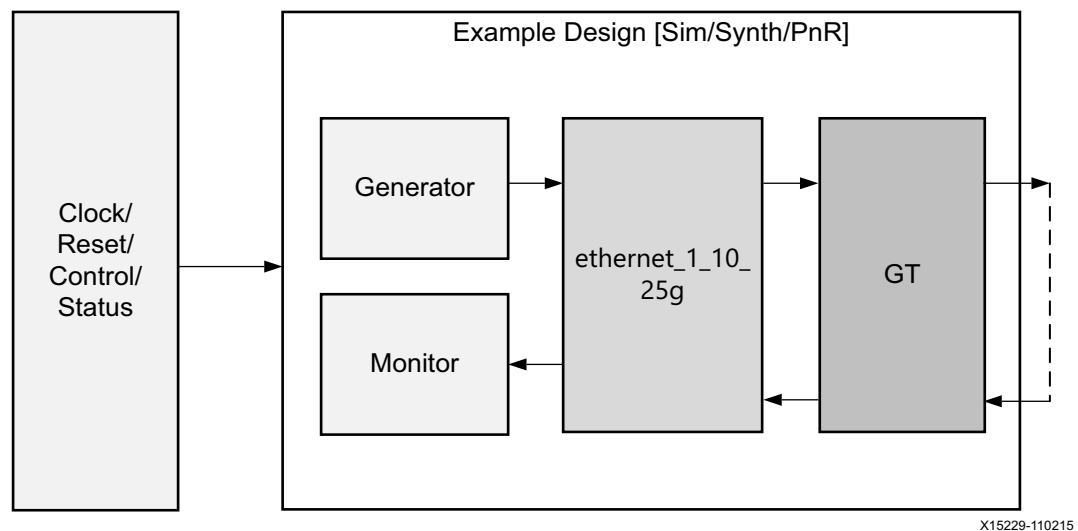 Example Design [Sim/Synth/PnR]
Clock/
Reset/
Control/
Status
Generator
Monitor
ethernet_1_10_
25g
GT
X15229-110215